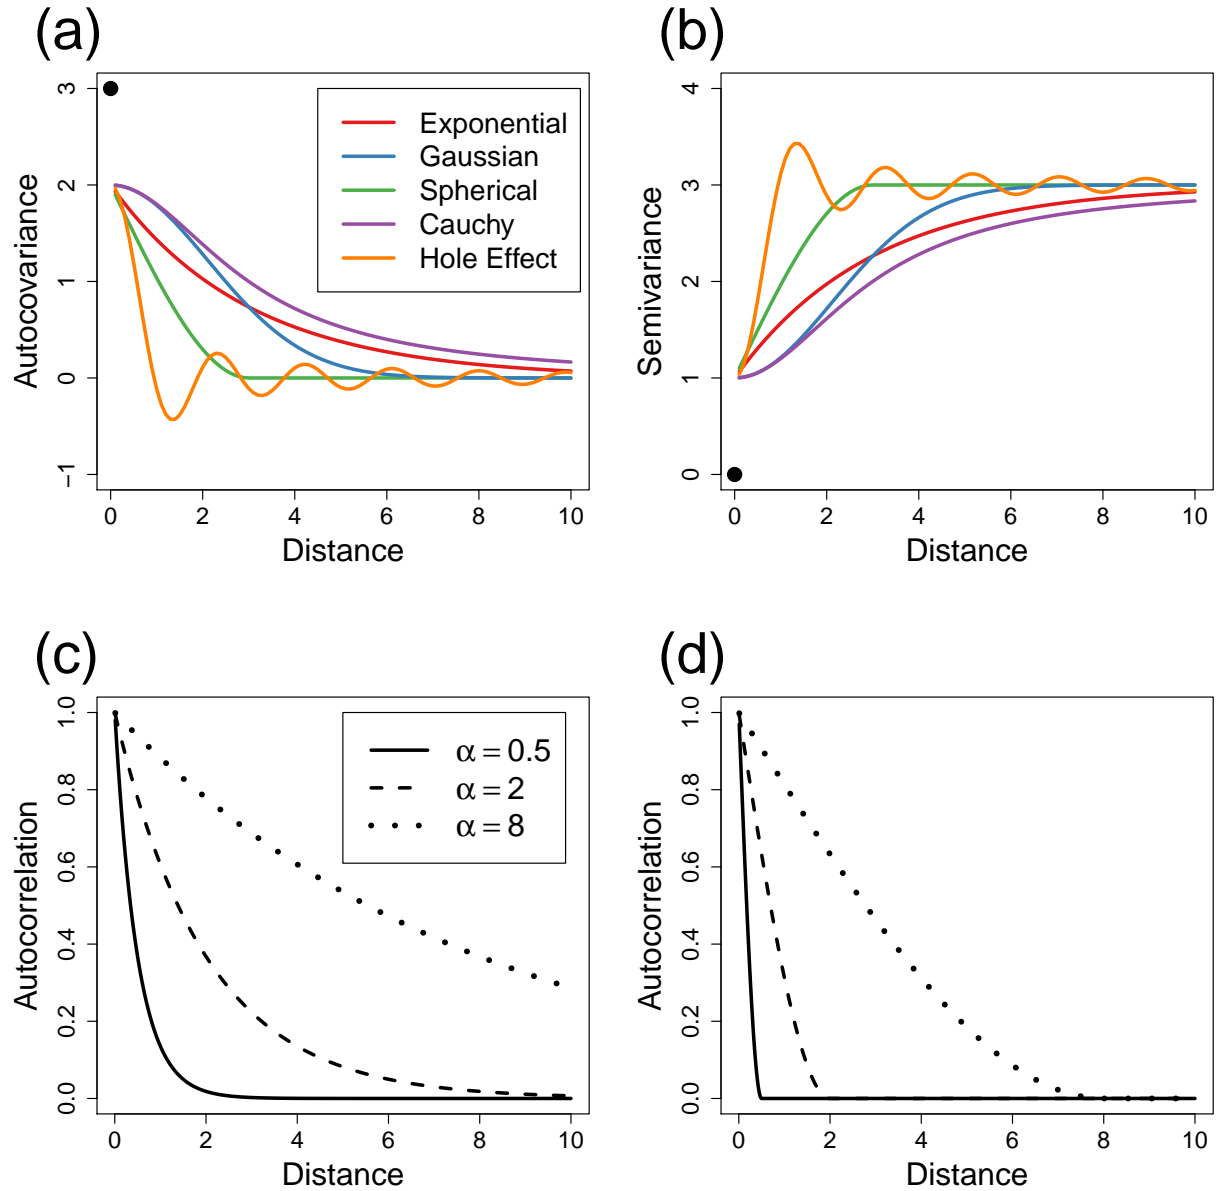 (a)
Autocovariance
3
2
1
0
−1
0 2 4 6 8 10
Distance
Exponential
Gaussian
Spherical
Cauchy
Hole Effect
(b)
Semivariance
4
3
2
1
0
0 2 4 6 8 10
Distance
(c)
Autocorrelation
1.0
0.8
0.6
0.4
0.2
0.0
0 2 4 6 8 10
Distance
α = 0.5
α = 2
α = 8
(d)
Autocorrelation
1.0
0.8
0.6
0.4
0.2
0.0
0 2 4 6 8 10
Distance